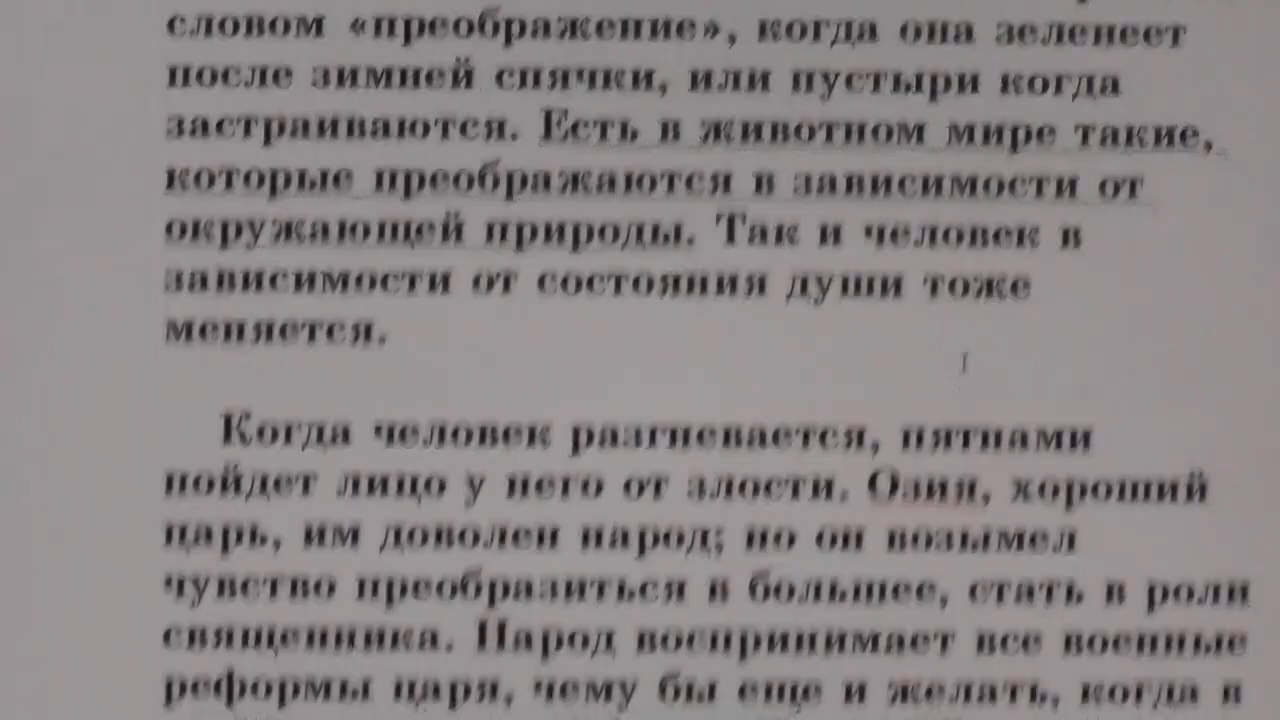 словом «преображение», когда она зеленеет
после зимней спячки, или пустыри когда
застраиваются. Есть в животном мире такие,
которые преображаются в зависимости от
окружающей природы. Так и человек в
зависимости от состояния души тоже
меняется.
Когда человек разгневается, пятнами
пойдет лицо у него от злости. Озия, хороший
царь, им доволен народ; но он возымел
чувство преобразиться в большее, стать в роли
священника. Народ воспринимает все военные
реформы царя, чему бы еще и желать, когда и